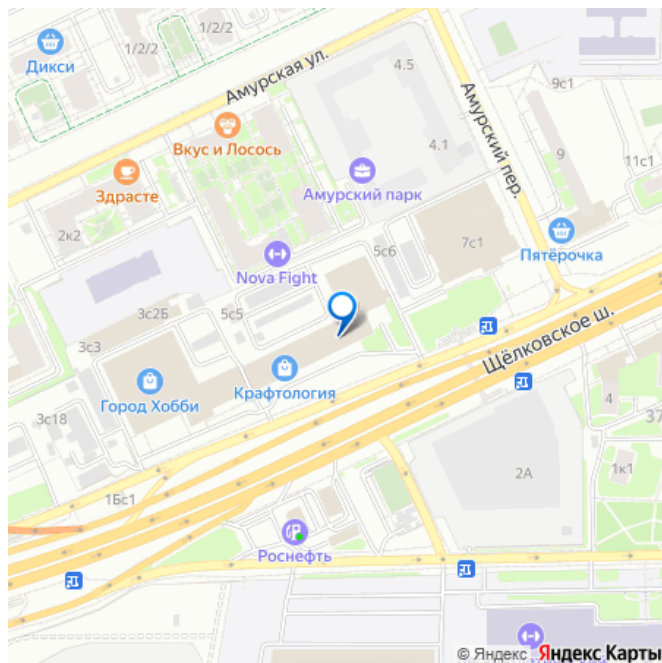 1/2/2
1/2/2
Дикси
4.5
Амурская ул.
9с1
Амурский пер.
Вкус и Лосось
4.1
9
11с1
Здрасте
Амурский парк
2к2
7с1
5с6
Пятёрочка
Nova Fight
3с2Б
5с5
3с3
Щёлковское ш.
Крафтология
Город Хобби
3с18
4
37
2А
1к1
1Бс1
Роснефть
© Яндекс
Яндекс Карты